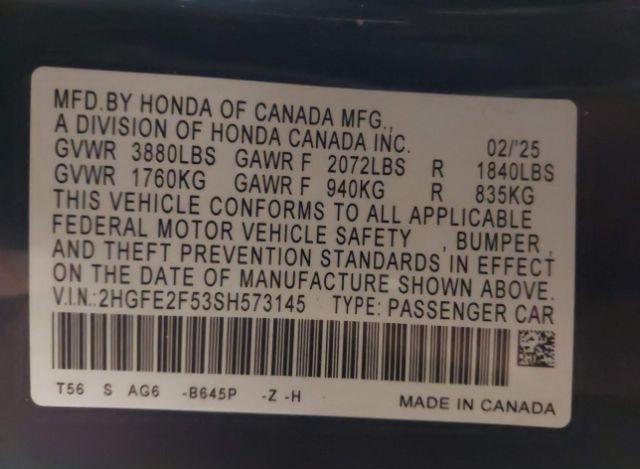 MFD.BY HONDA OF CANADA MFG.,
A DIVISION OF HONDA CANADA INC. 02/'25
GVWR 3880LBS GAWR F 2072LBS R 1840LBS
GVWR 1760KG GAWR F 940KG R 835KG
THIS VEHICLE CONFORMS TO ALL APPLICABLE
FEDERAL MOTOR VEHICLE SAFETY , BUMPER ,
AND THEFT PREVENTION STANDARDS IN EFFECT
ON THE DATE OF MANUFACTURE SHOWN ABOVE.
V.I.N.:2HGFE2F53SH573145 TYPE: PASSENGER CAR
T56 S AG6 -B645P -Z -H
MADE IN CANADA